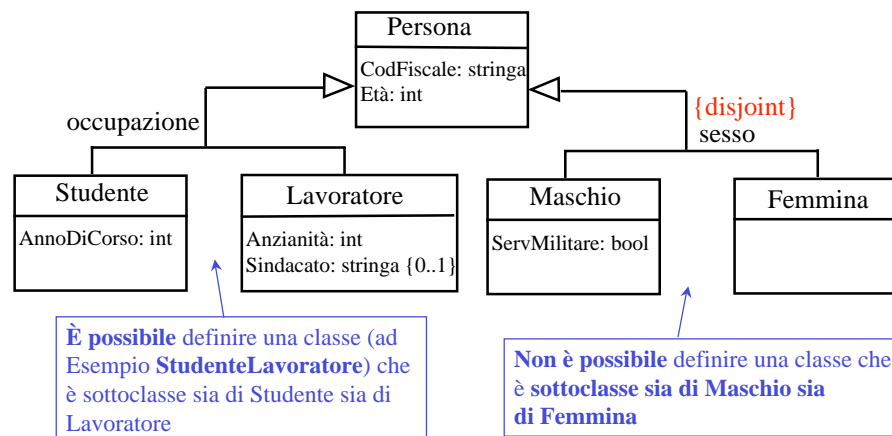 Persona
CodFiscale: stringa
Età: int
occupazione
{disjoint}
sesso
Studente
AnnoDiCorso: int
Lavoratore
Anzianità: int
Sindacato: stringa {0..1}
Maschio
ServMilitare: bool
Femmina
È possibile definire una classe (ad
Esempio StudenteLavoratore) che
è sottoclasse sia di Studente sia di
Lavoratore
Non è possibile definire una classe che
è sottoclasse sia di Maschio sia
di Femmina